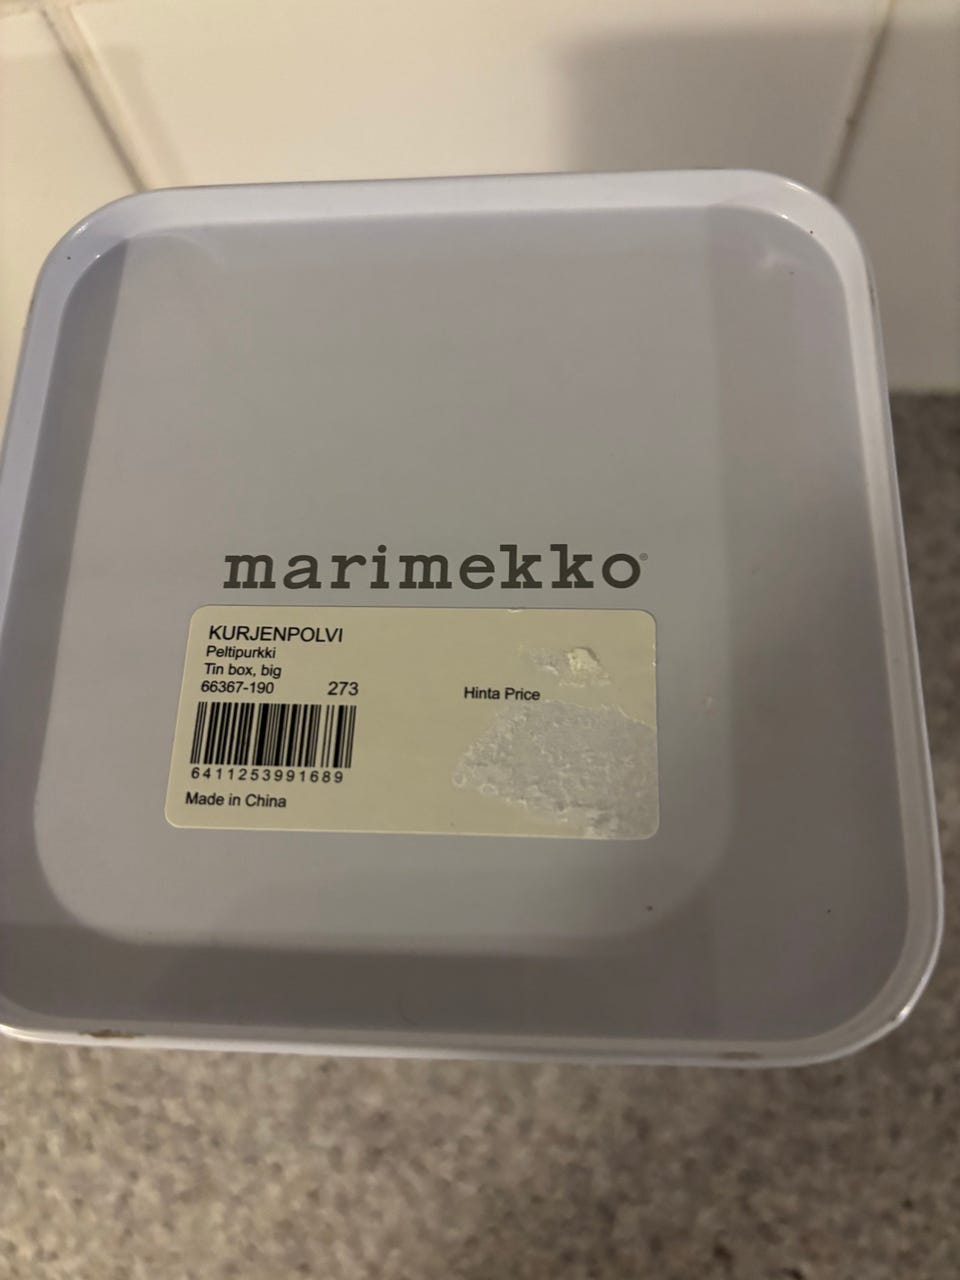 marimekko®
KURJENPOLVI
Peltipurkki
Tin box, big
66367-190 273
Hinta Price
6411253991689
Made in China